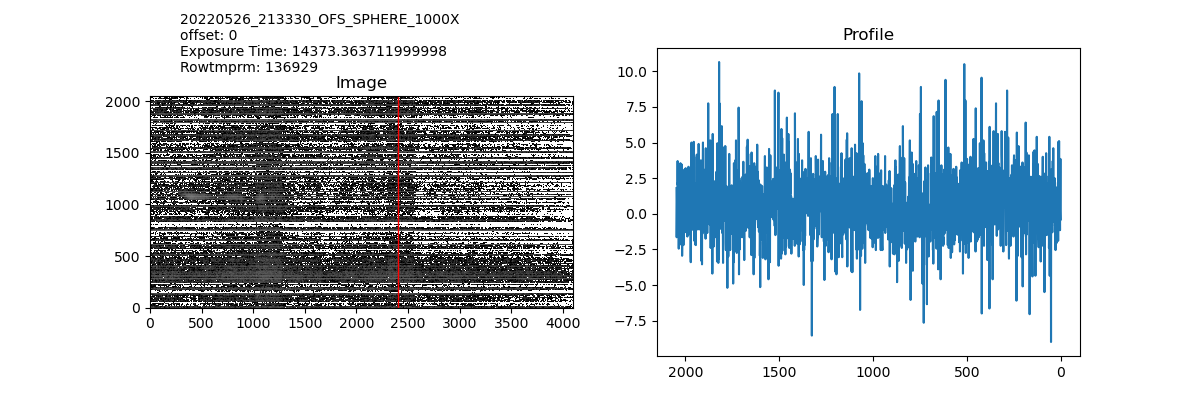 20220526_213330_OFS_SPHERE_1000X
offset: 0
Exposure Time: 14373.363711999998
Rowtmprm: 136929
Image
2000
1500
1000
500
0
0 500 1000 1500 2000 2500 3000 3500 4000
Profile
10.0
7.5
5.0
2.5
0.0
−2.5
−5.0
−7.5
2000 1500 1000 500 0